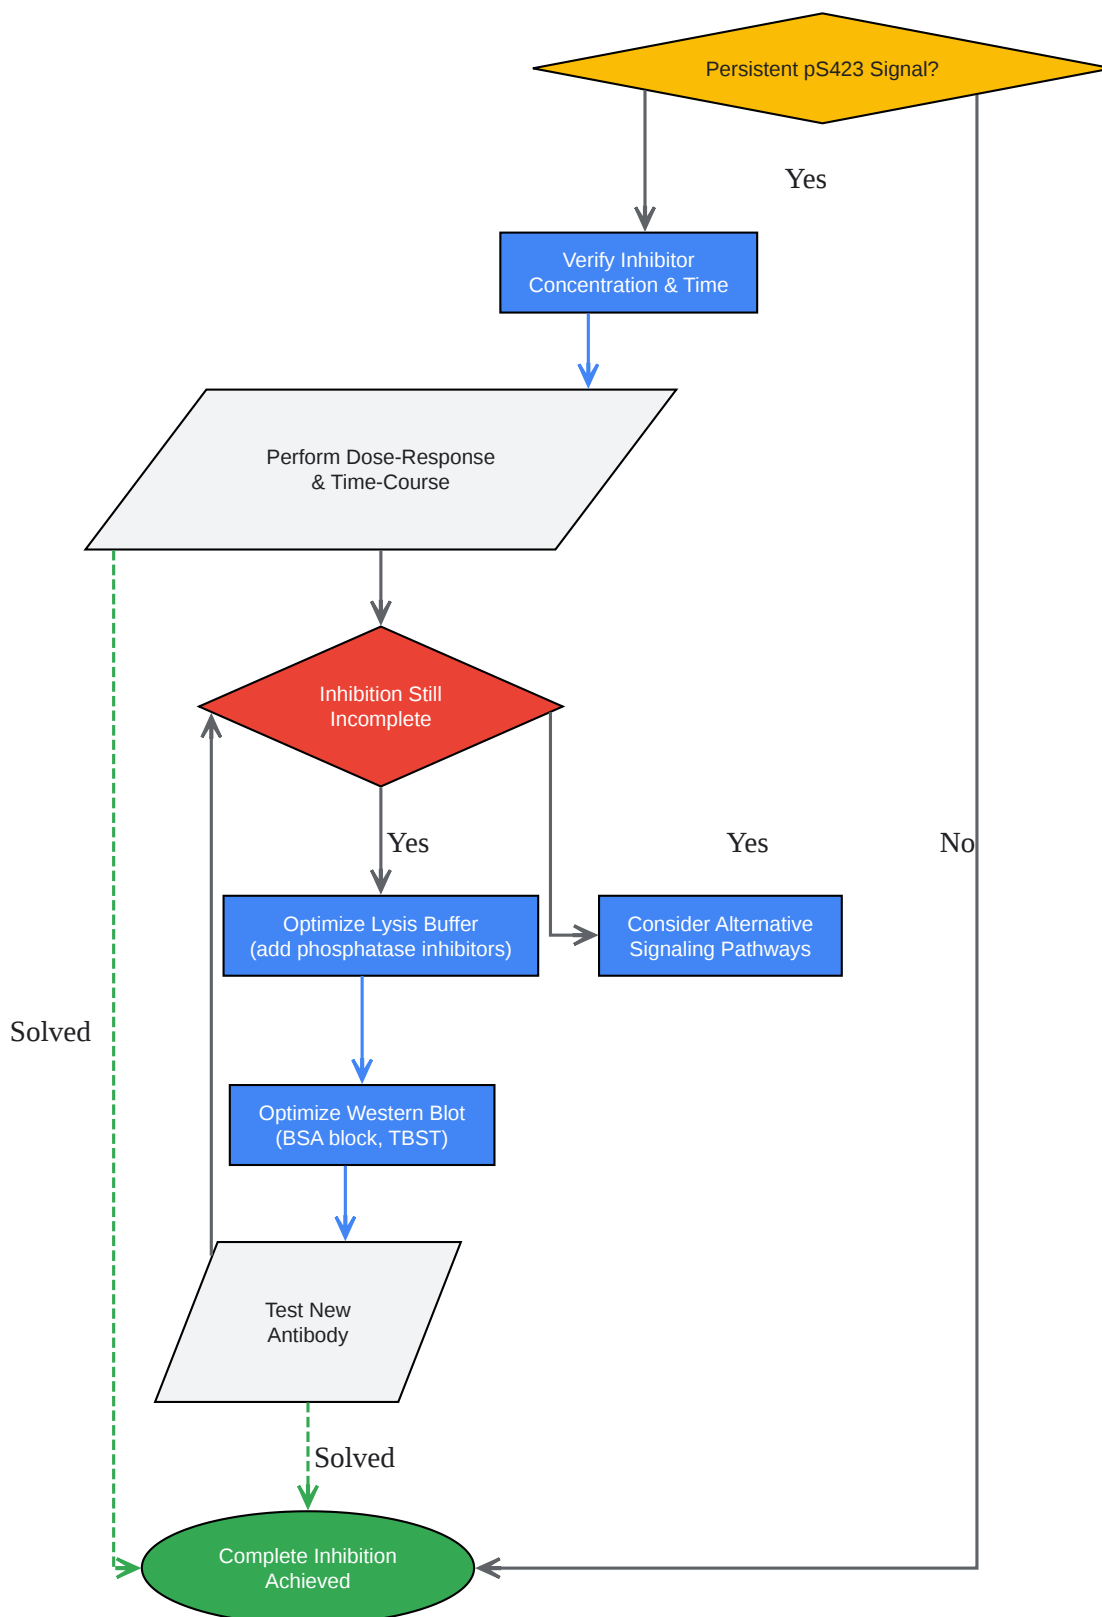 Persistent pS423 Signal?
Yes
Verify Inhibitor
Concentration & Time
Perform Dose-Response
& Time-Course
Inhibition Still
Incomplete
Yes
Yes
No
Optimize Lysis Buffer
(add phosphatase inhibitors)
Consider Alternative
Signaling Pathways
Solved
Optimize Western Blot
(BSA block, TBST)
Test New
Antibody
Solved
Complete Inhibition
Achieved